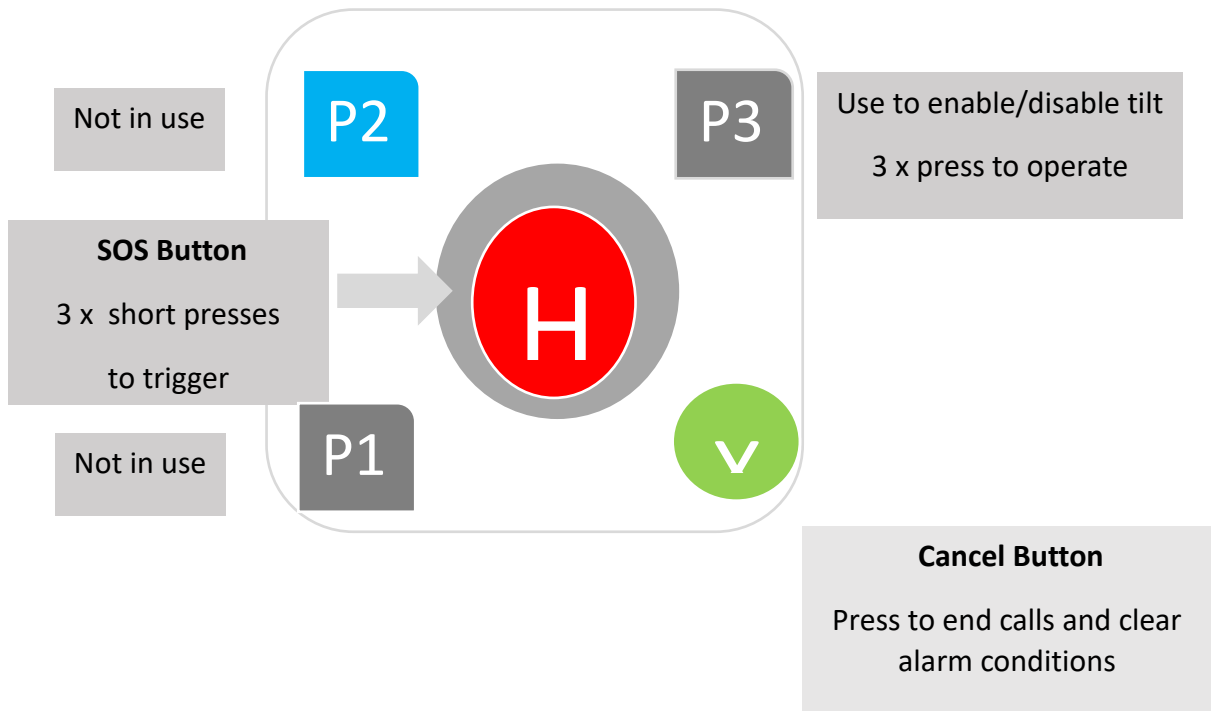 Not in use
P2
P3
Use to enable/disable tilt
3 x press to operate
SOS Button
3 x  short presses
to trigger
H
Not in use
P1
v
Cancel Button
Press to end calls and clear
alarm conditions